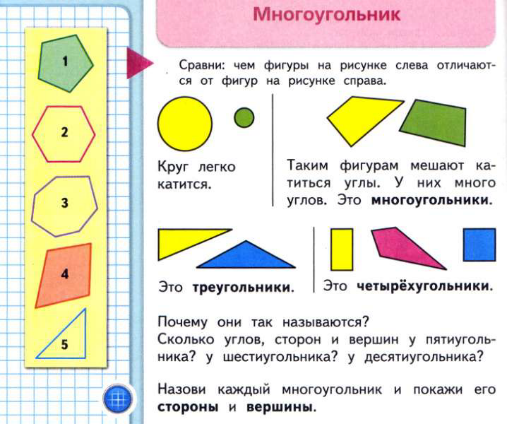 Многоугольник
Сравни: чем фигуры на рисунке слева отличают-
ся от фигур на рисунке справа.
Круг легко
катится.
Таким фигурам мешают ка-
титься углы. У них много
углов. Это многоугольники.
Это треугольники.
Это четырёхугольники.
Почему они так называются?
Сколько углов, сторон и вершин у пятиуголь-
ника? у шестиугольника? у десятиугольника?
Назови каждый многоугольник и покажи его
стороны и вершины.
1
2
3
4
5